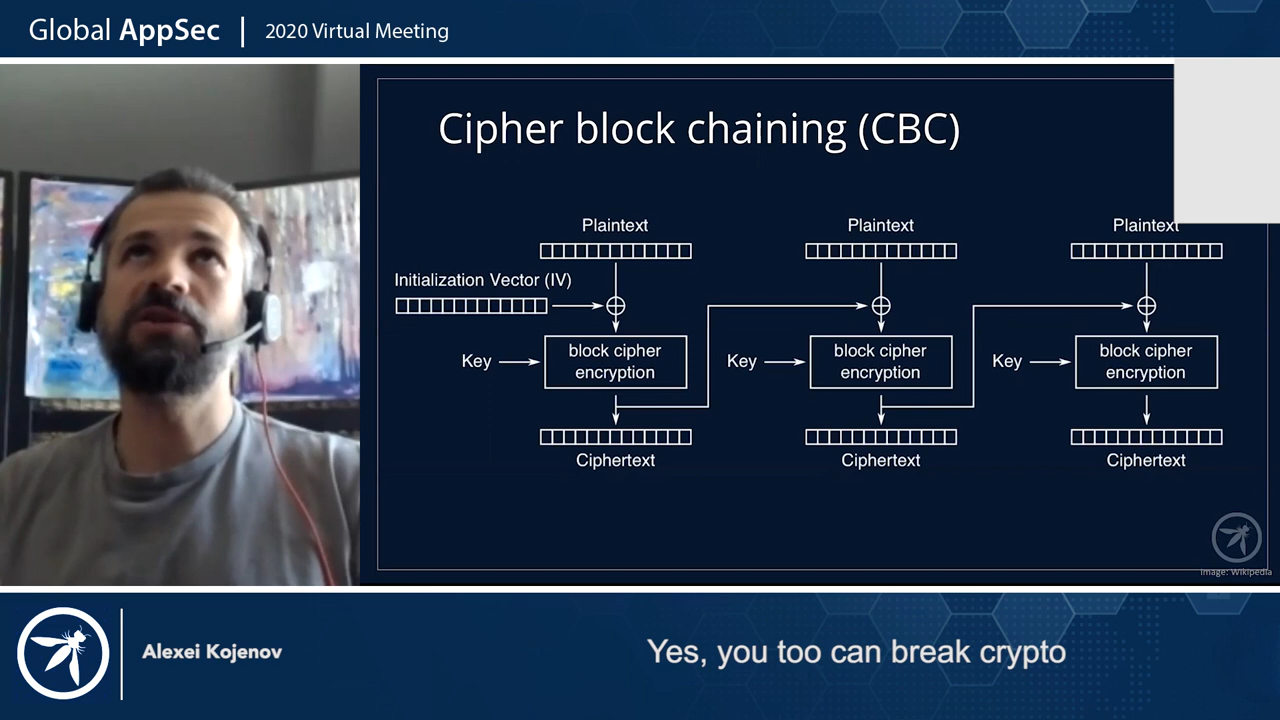 Global AppSec | 2020 Virtual Meeting
Cipher block chaining (CBC)
Plaintext Plaintext Plaintext
Initialization Vector (IV)
Key block cipher encryption Key block cipher encryption Key block cipher encryption
Ciphertext Ciphertext Ciphertext
Image: Wikipedia
Alexei Kojenov
Yes, you too can break crypto